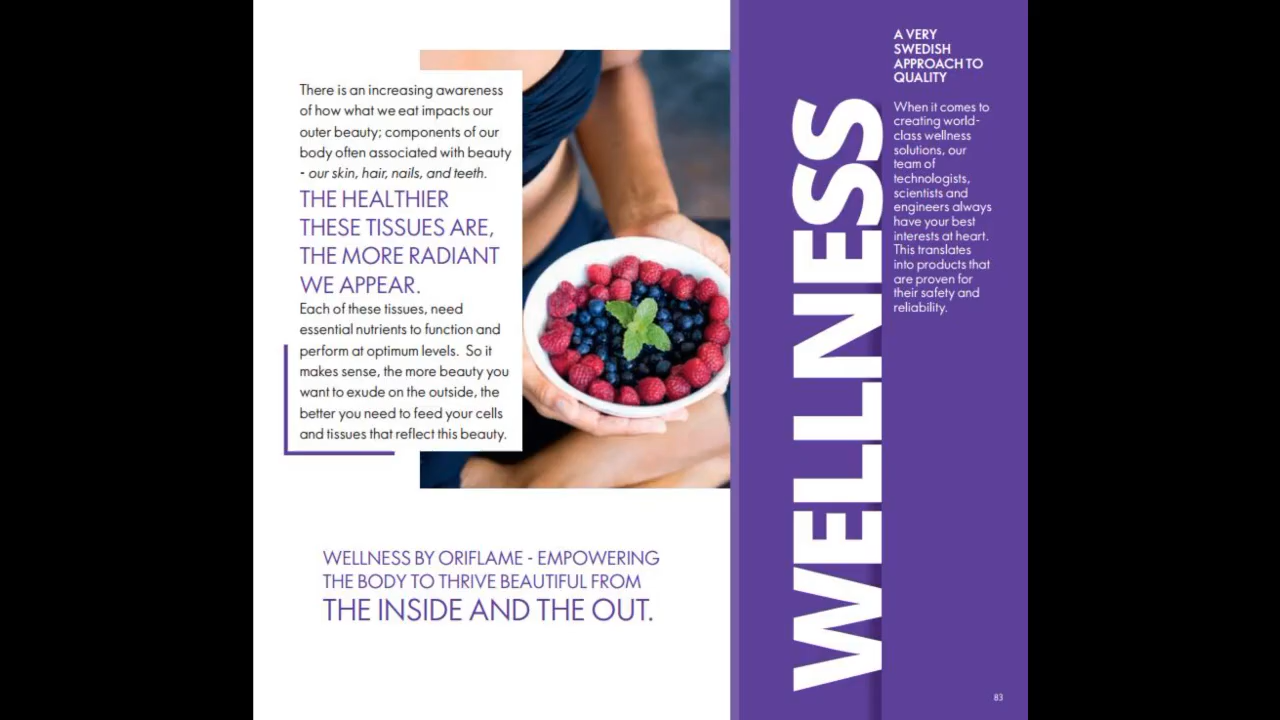 There is an increasing awareness
of how what we eat impacts our
outer beauty; components of our
body often associated with beauty
- our skin, hair, nails, and teeth.
THE HEALTHIER
THESE TISSUES ARE,
THE MORE RADIANT
WE APPEAR.
Each of these tissues, need
essential nutrients to function and
perform at optimum levels. So it
makes sense, the more beauty you
want to exude on the outside, the
better you need to feed your cells
and tissues that reflect this beauty.
WELLNESS BY ORIFLAME - EMPOWERING
THE BODY TO THRIVE BEAUTIFUL FROM
THE INSIDE AND THE OUT.
WELLNESS
A VERY
SWEDISH
APPROACH TO
QUALITY
When it comes to
creating world-
class wellness
solutions, our
team of
technologists,
scientists and
engineers always
have your best
interests at heart.
This translates
into products that
are proven for
their safety and
reliability.
83